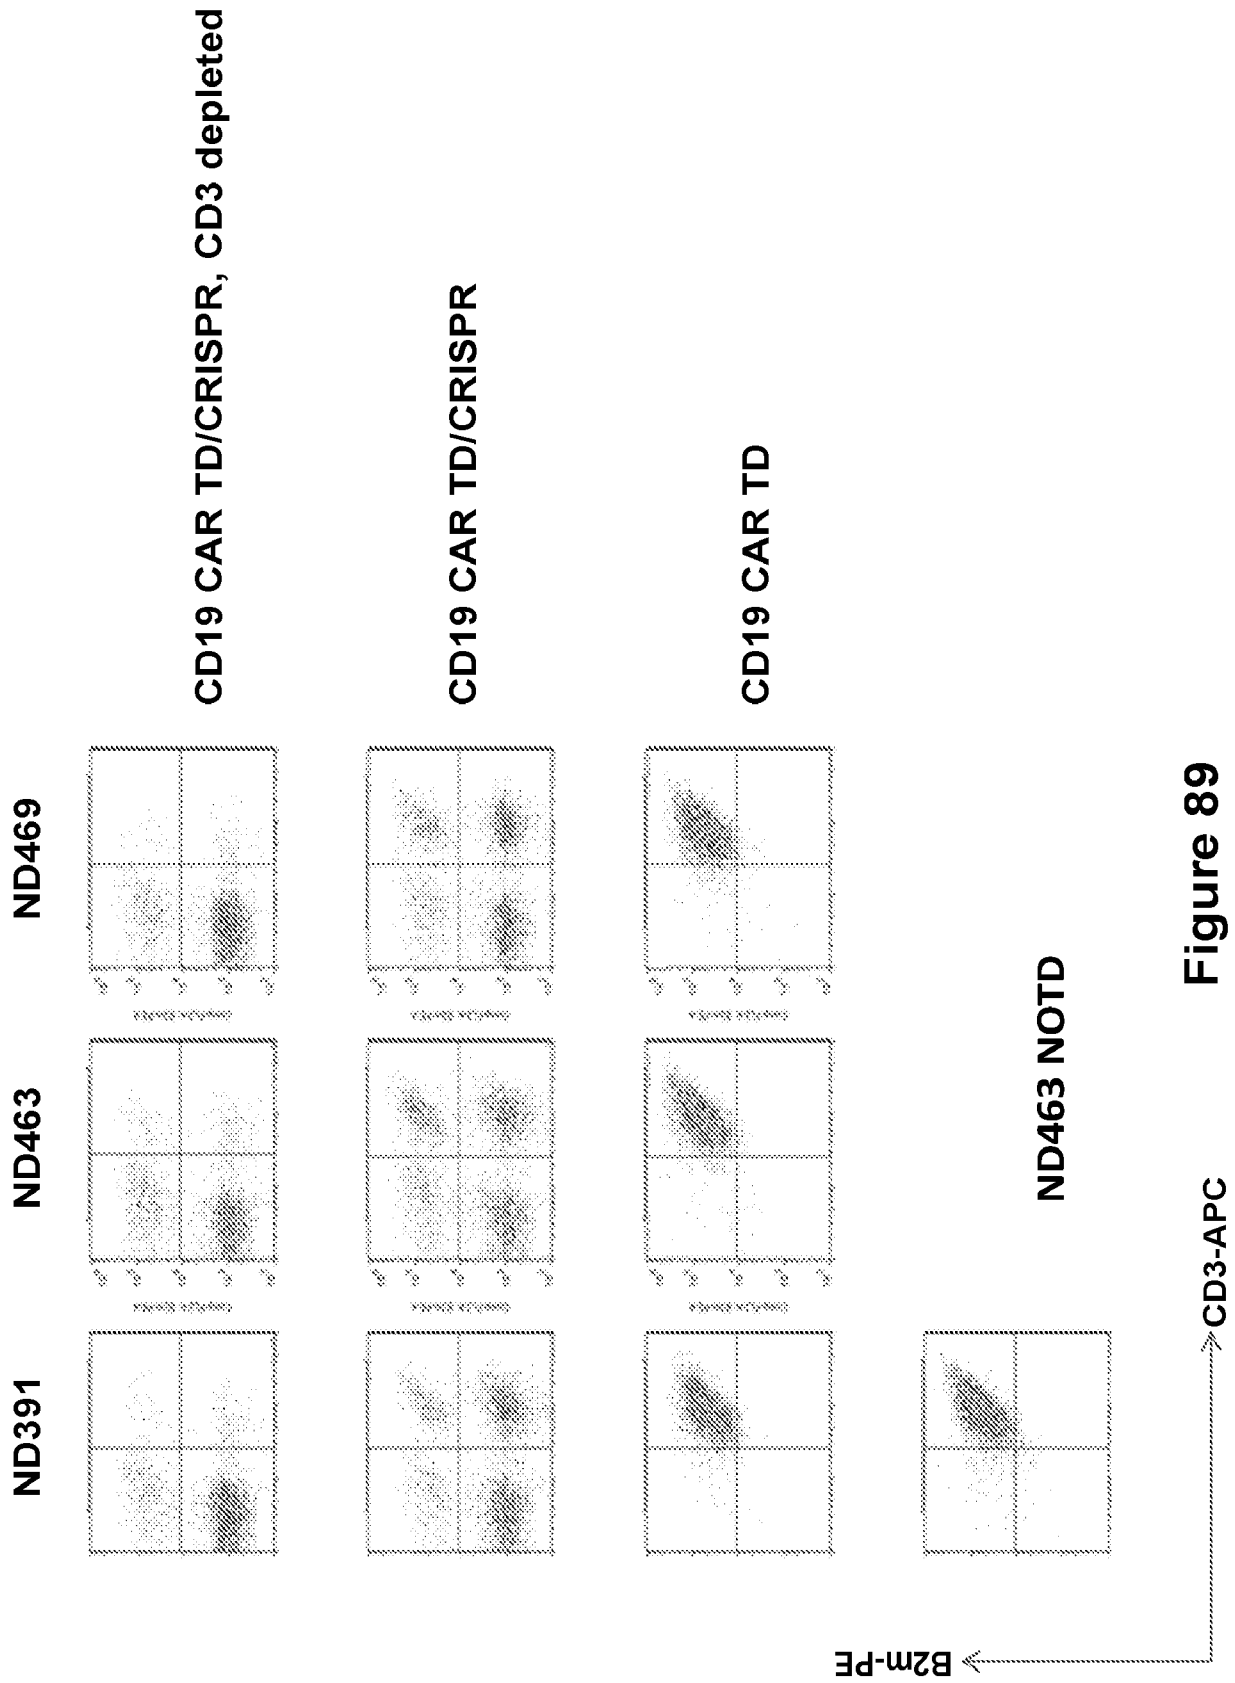 ND391
ND463
ND469
CD19 CAR TD/CRISPR, CD3 depleted
CD19 CAR TD/CRISPR
CD19 CAR TD
ND463 NOTD
B2m-PE
CD3-APC
Figure 89